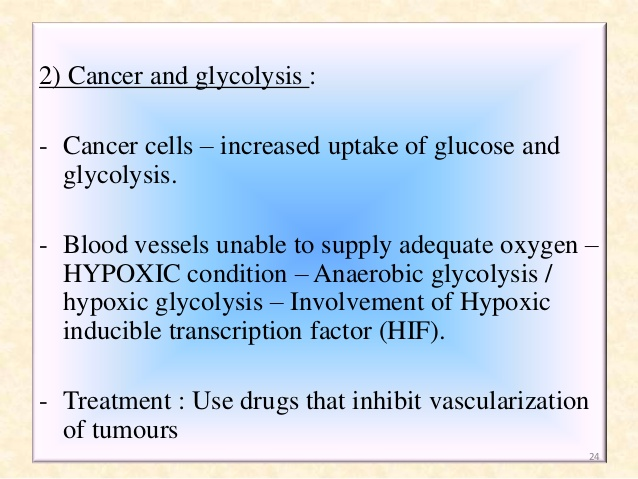 2) Cancer and glycolysis :
- Cancer cells – increased uptake of glucose and
glycolysis.
- Blood vessels unable to supply adequate oxygen –
HYPOXIC condition – Anaerobic glycolysis /
hypoxic glycolysis – Involvement of Hypoxic
inducible transcription factor (HIF).
- Treatment : Use drugs that inhibit vascularization
of tumours
24